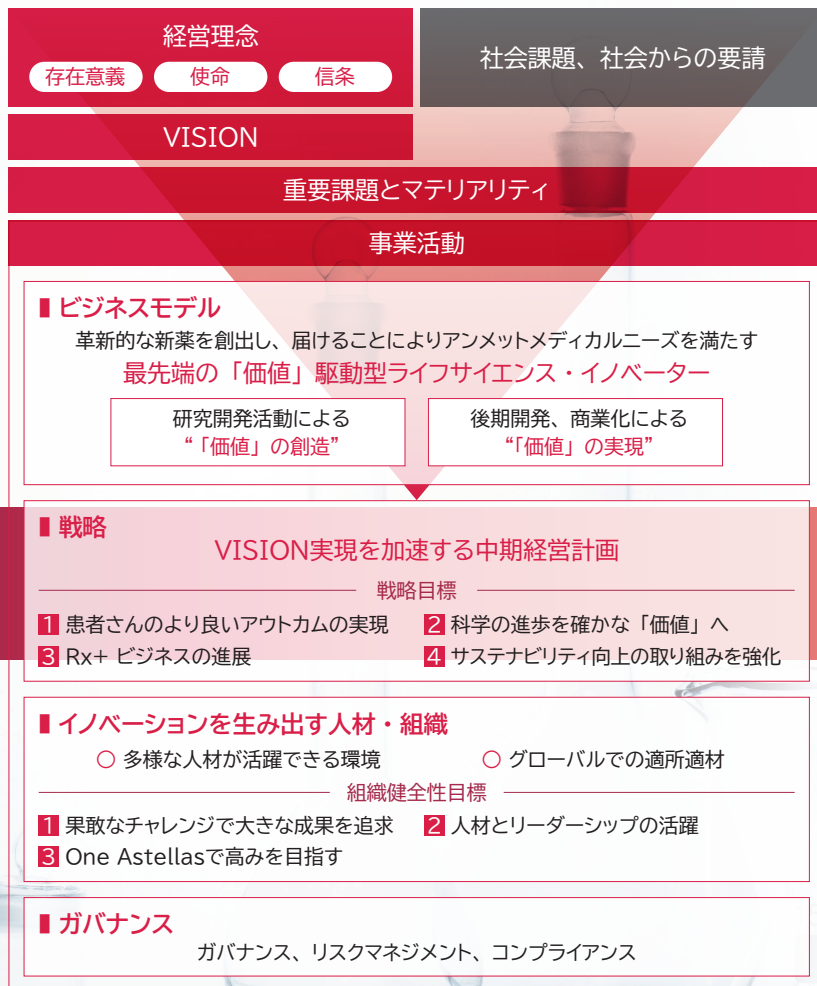 経営理念
存在意義 使命 信条
社会課題、社会からの要請
VISION
重要課題とマテリアリティ
事業活動
ビジネスモデル
革新的な新薬を創出し、届けることによりアンメットメディカルニーズを満たす
最先端の「価値」駆動型ライフサイエンス・イノベーター
研究開発活動による
“「価値」の創造”
後期開発、商業化による
“「価値」の実現”
戦略
VISION実現を加速する中期経営計画
戦略目標
1 患者さんのより良いアウトカムの実現
2 科学の進歩を確かな「価値」へ
3 Rx+ ビジネスの進展
4 サステナビリティ向上の取り組みを強化
イノベーションを生み出す人材・組織
○ 多様な人材が活躍できる環境
○ グローバルでの適所適材
組織健全性目標
1 果敢なチャレンジで大きな成果を追求
2 人材とリーダーシップの活躍
3 One Astellasで高みを目指す
ガバナンス
ガバナンス、リスクマネジメント、コンプライアンス